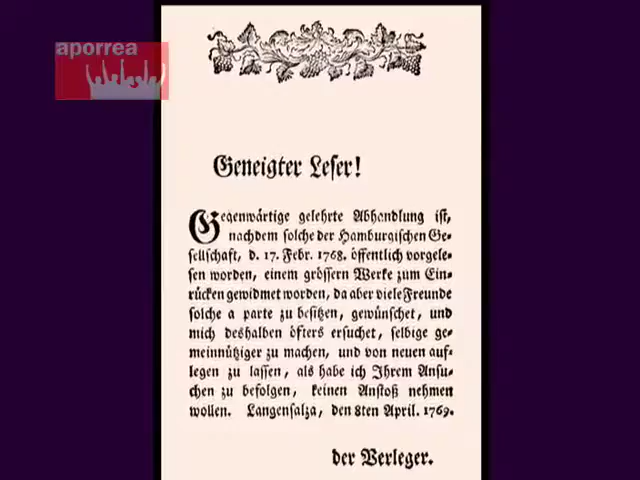 aporrea
Geneigter Leser!
Gegenwärtige gelehrte Abhandlung ist,
nachdem solche der Hamburgischen Ge-
sellschaft, d. 17. Febr. 1768. öffentlich vorgele-
sen worden, einem grössern Werke zum Ein-
rücken gewidmet worden, da aber viele Freunde
solche a parte zu besitzen, gewünschet, und
mich deshalben öfters ersuchet, selbige ge-
meinnütziger zu machen, und von neuen auf-
legen zu lassen, als habe ich Ihrem Ansu-
chen zu befolgen, keinen Anstoß nehmen
wollen. Langensalza, den 8ten April. 1769.
der Verleger.